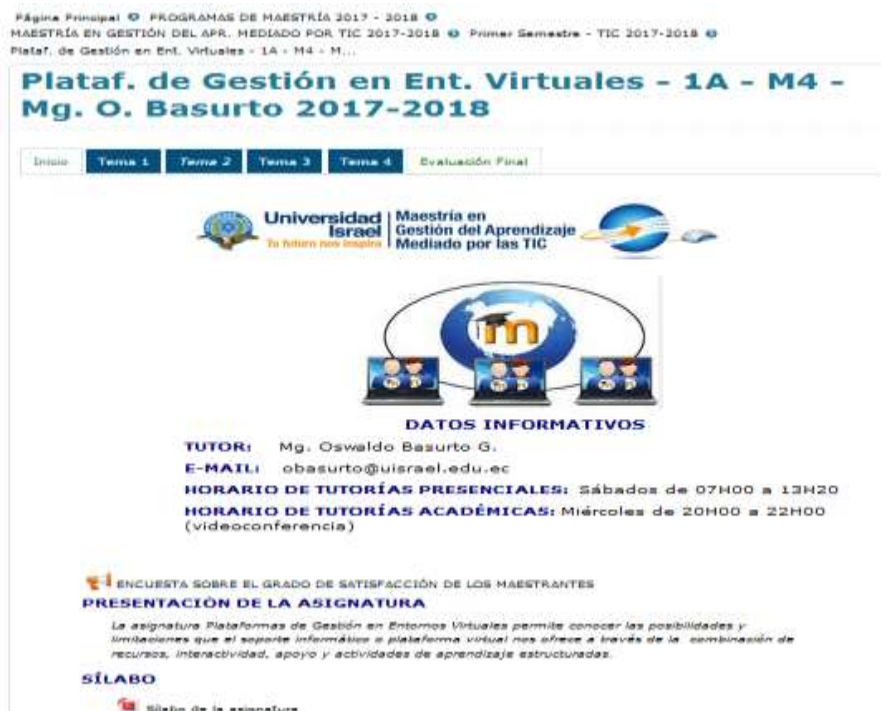 Página Principal PROGRAMAS DE MAESTRÍA 2017 - 2018
MAESTRÍA EN GESTIÓN DEL APR. MEDIADO POR TIC 2017-2018 Primer Semestre - TIC 2017-2018
Plataf. de Gestión en Ent. Virtuales - 1A - M4 - M...
Plataf. de Gestión en Ent. Virtuales - 1A - M4 -
Mg. O. Basurto 2017-2018
Inicio Tema 1 Tema 2 Tema 3 Tema 4 Evaluación Final
Universidad
Israel
Tu futuro nos inspira
Maestría en
Gestión del Aprendizaje
Mediado por las TIC
m
DATOS INFORMATIVOS
TUTOR: Mg. Oswaldo Basurto G.
E-MAIL: obasurto@uisrael.edu.ec
HORARIO DE TUTORÍAS PRESENCIALES: Sábados de 07H00 a 13H20
HORARIO DE TUTORÍAS ACADÉMICAS: Miércoles de 20H00 a 22H00
(videoconferencia)
ENCUESTA SOBRE EL GRADO DE SATISFACCIÓN DE LOS MAESTRANTES
PRESENTACIÓN DE LA ASIGNATURA
La asignatura Plataformas de Gestión en Entornos Virtuales permite conocer las posibilidades y
limitaciones que el soporte informático o plataforma virtual nos ofrece a través de la combinación de
recursos, interactividad, apoyo y actividades de aprendizaje estructuradas.
SÍLABO
Sílabo de la asignatura